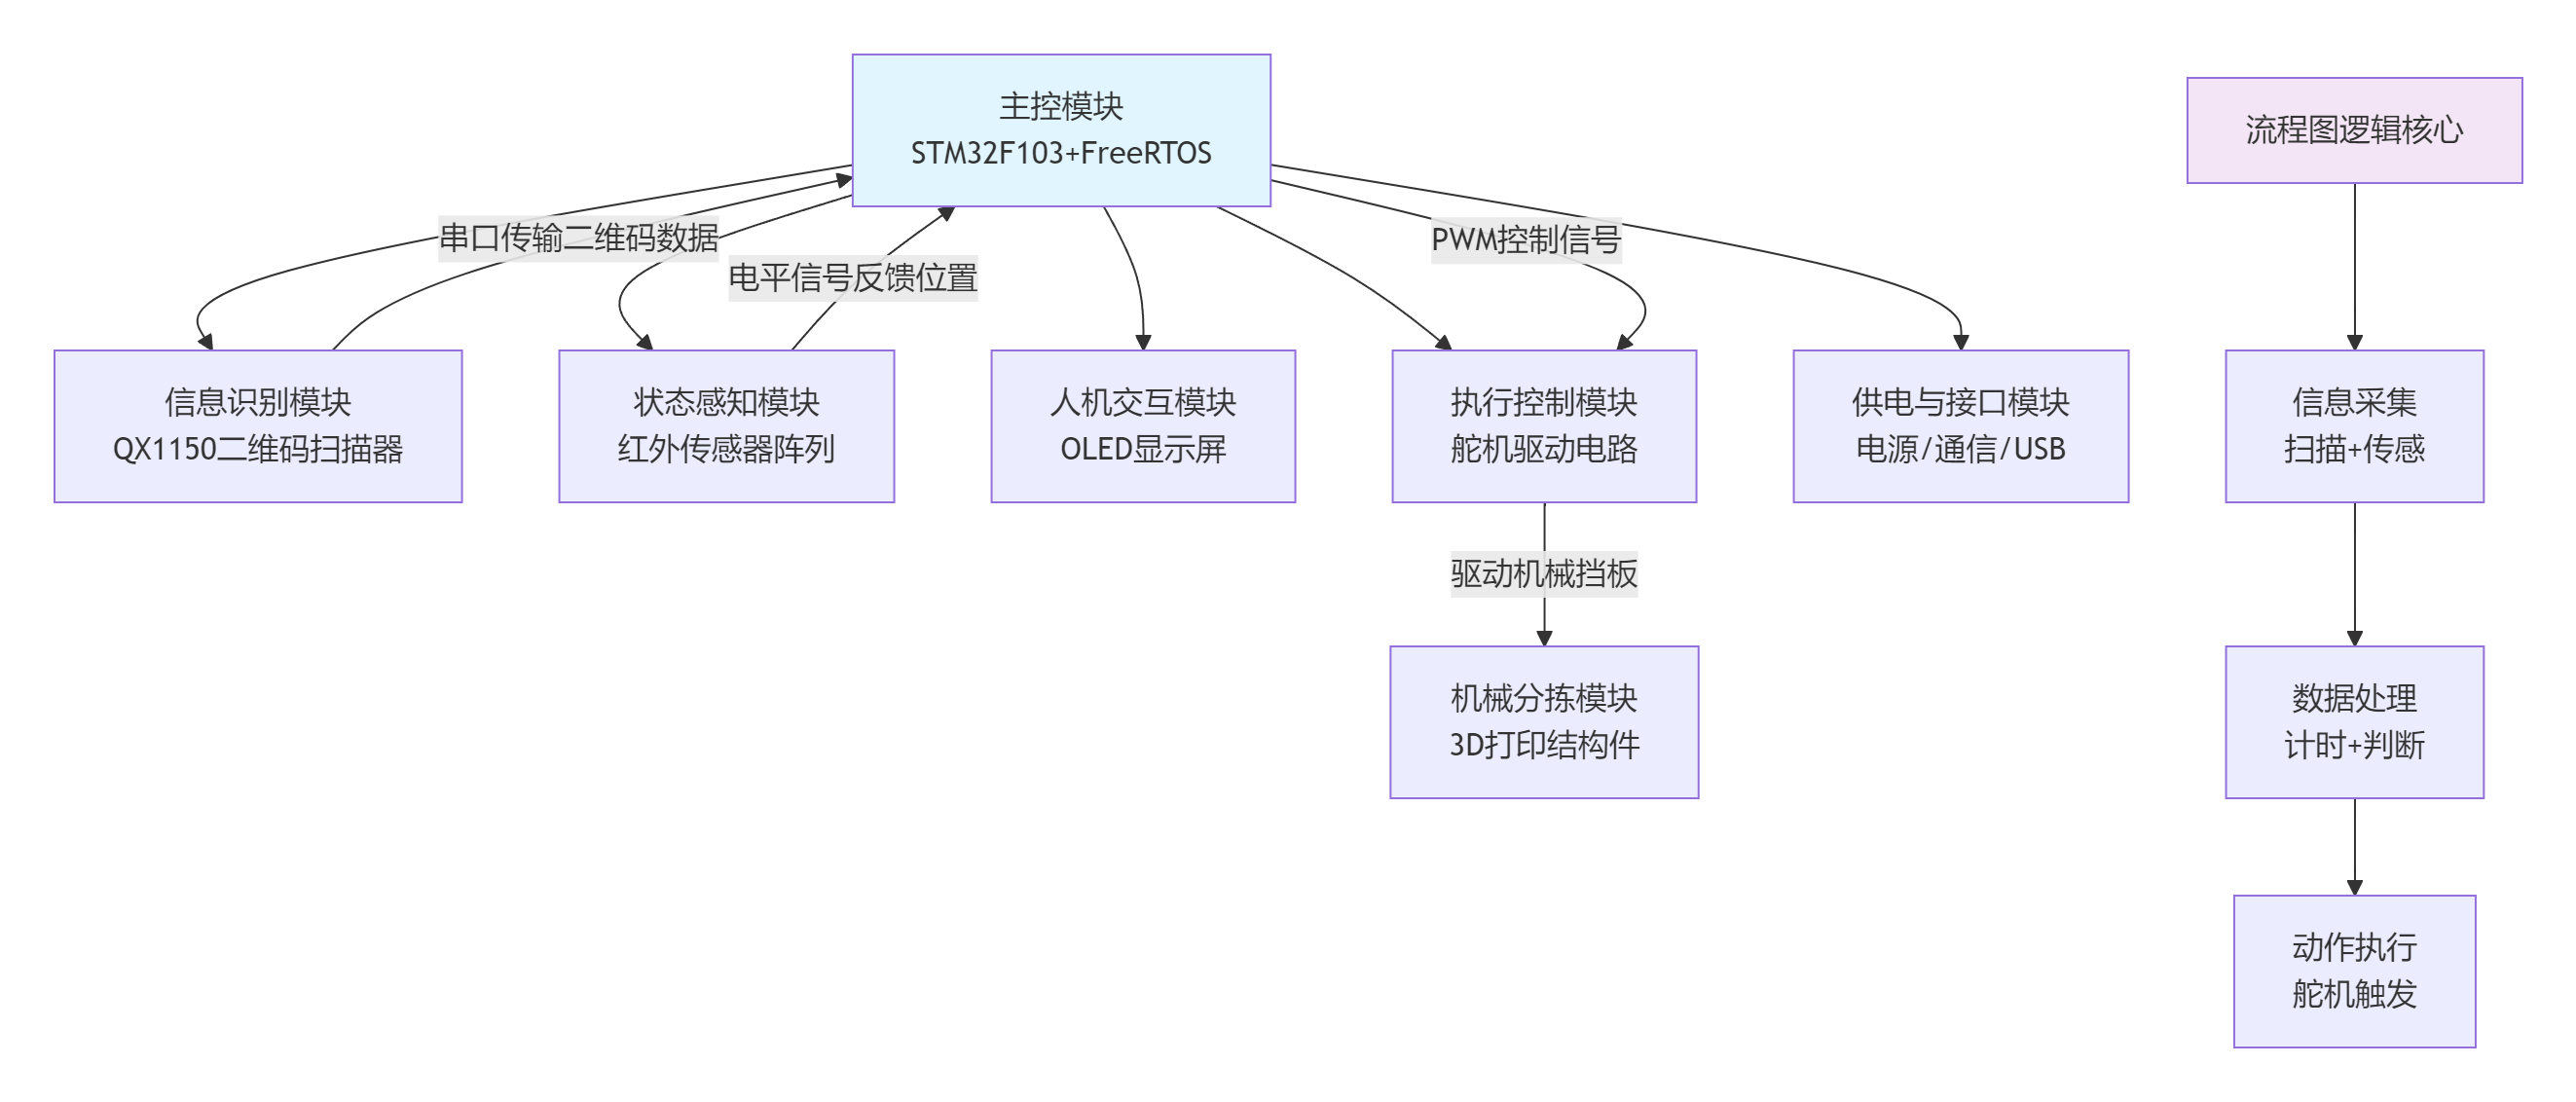 主控模块
STM32F103+FreeRTOS
流程图逻辑核心
串口传输二维码数据
电平信号反馈位置
PWM控制信号
信息识别模块
QX1150二维码扫描器
状态感知模块
红外传感器阵列
人机交互模块
OLED显示屏
执行控制模块
舵机驱动电路
供电与接口模块
电源/通信/USB
信息采集
扫描+传感
驱动机械挡板
机械分拣模块
3D打印结构件
数据处理
计时+判断
动作执行
舵机触发